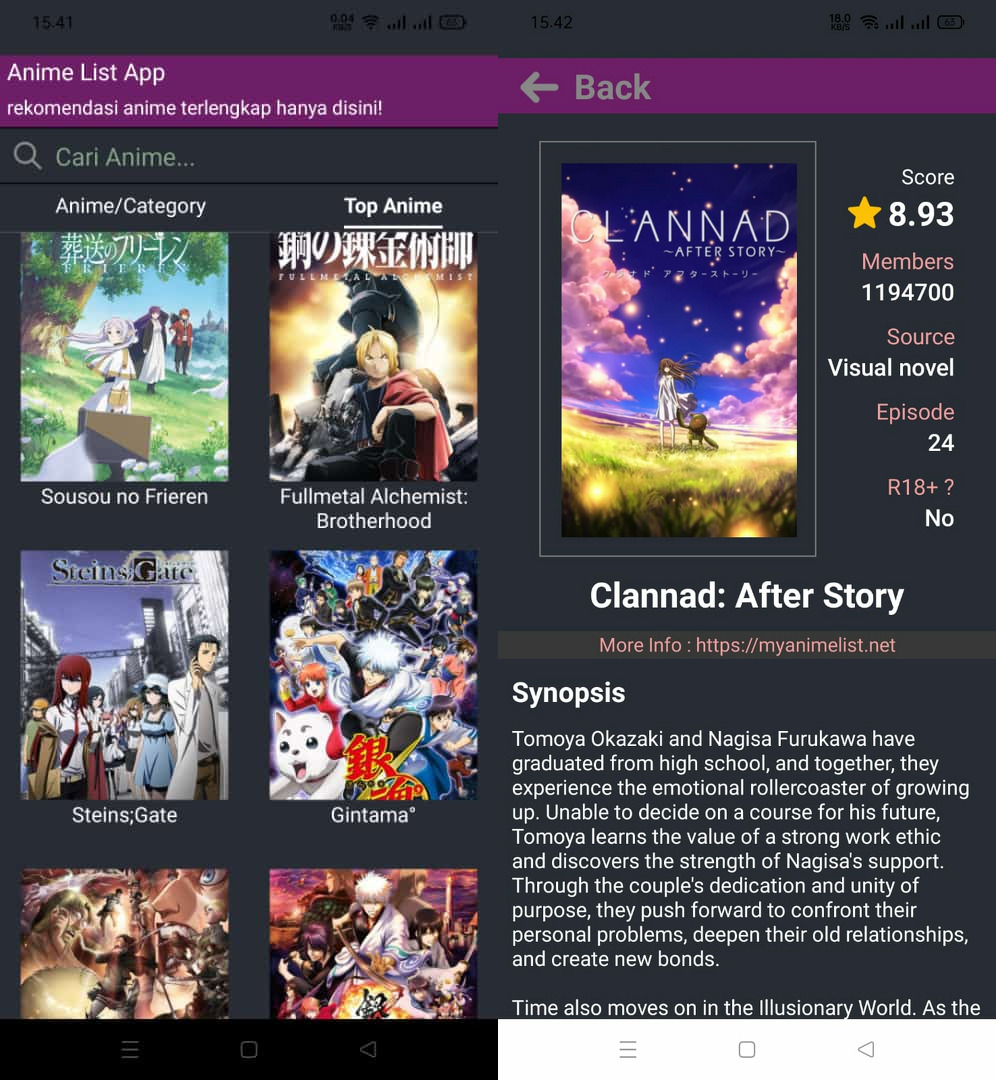 15.41
0.04
KB/S
63
Anime List App
rekomendasi anime terlengkap hanya disini!
Cari Anime...
Anime/Category
Top Anime
葬送のフリーレン
FRIEREN
鋼の錬金術師
FULLMETAL ALCHEMIST
Sousou no Frieren
Fullmetal Alchemist:
Brotherhood
Steins;Gate
銀魂°
Steins;Gate
Gintama°
15.42
18.0
KB/S
63
Back
CLANNAD
~AFTER STORY~
クラナド アフターストーリー
Score
8.93
Members
1194700
Source
Visual novel
Episode
24
R18+ ?
No
Clannad: After Story
More Info : https://myanimelist.net
Synopsis
Tomoya Okazaki and Nagisa Furukawa have
graduated from high school, and together, they
experience the emotional rollercoaster of growing
up. Unable to decide on a course for his future,
Tomoya learns the value of a strong work ethic
and discovers the strength of Nagisa's support.
Through the couple's dedication and unity of
purpose, they push forward to confront their
personal problems, deepen their old relationships,
and create new bonds.
Time also moves on in the Illusionary World. As the